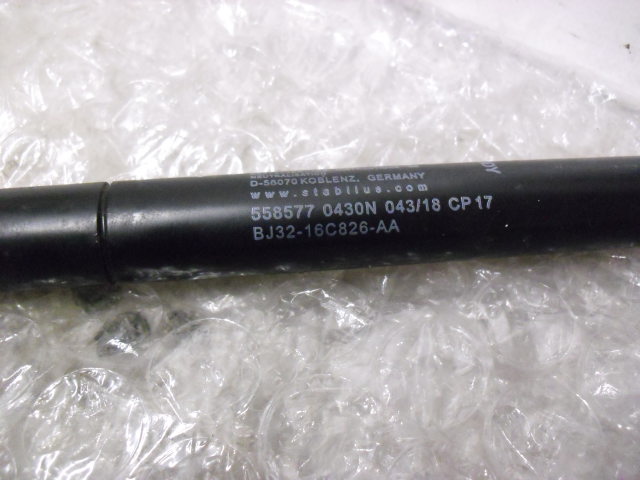 D-56070 KOBLENZ, GERMANY
www.stabilus.com
558577 0430N 043/18 CP17
BJ32-16C826-AA